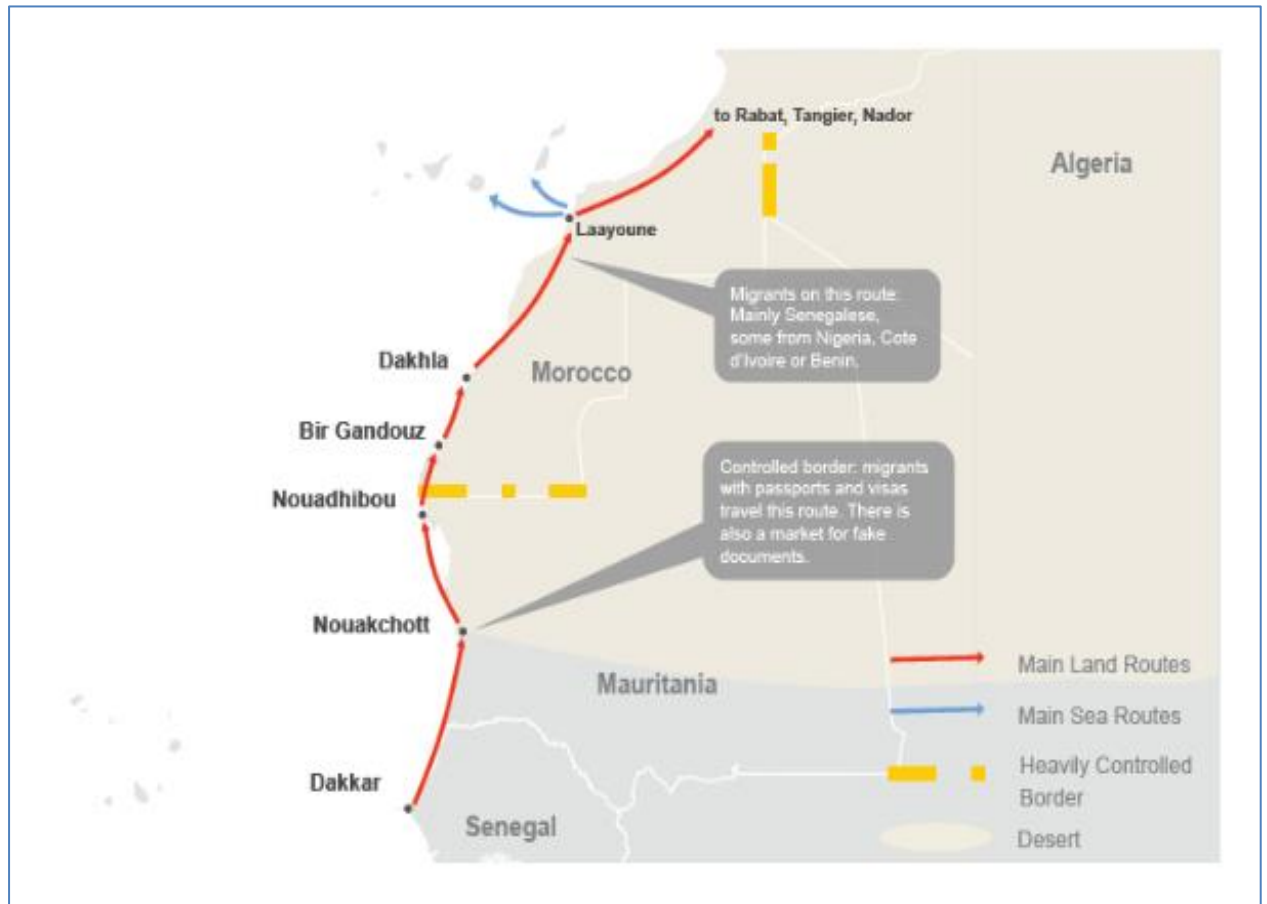 to Rabat, Tangier, Nador
Algeria
Laayoune
Migrants on this route:
Mainly Senegalese,
some from Nigeria, Cote
d'Ivoire or Benin.
Dakhla
Morocco
Bir Gandouz
Controlled border: migrants
with passports and visas
travel this route. There is
also a market for fake
documents.
Nouadhibou
Nouakchott
Mauritania
Dakkar
Senegal
Main Land Routes
Main Sea Routes
Heavily Controlled
Border
Desert